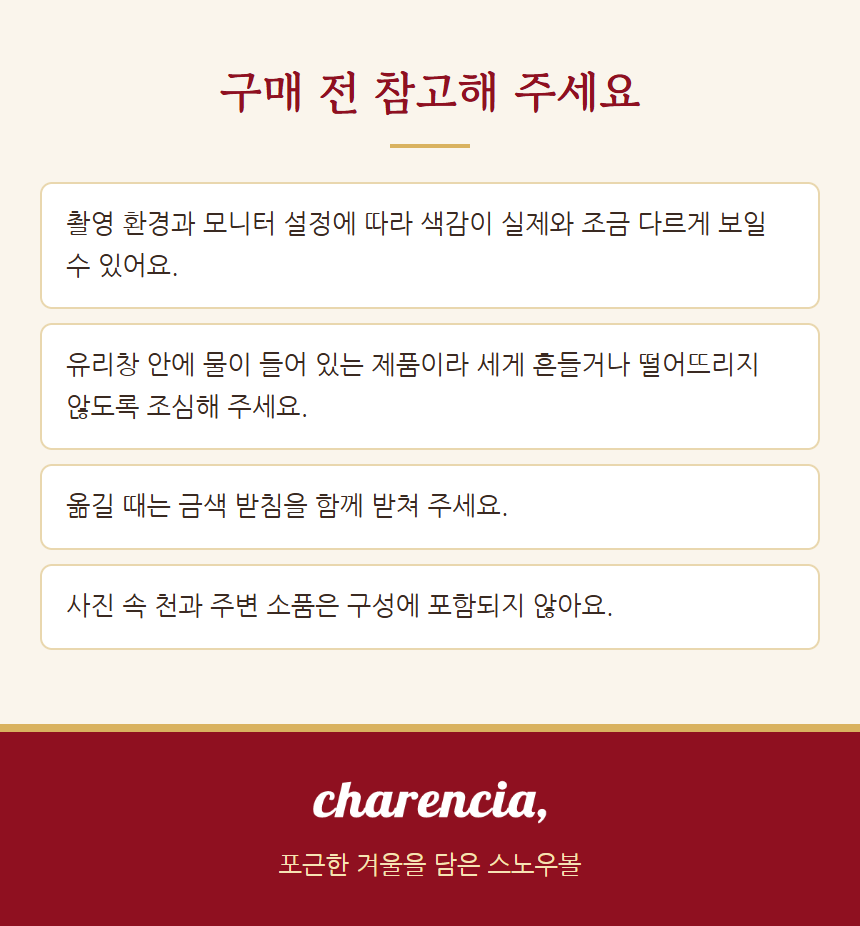 구매 전 참고해 주세요
촬영 환경과 모니터 설정에 따라 색감이 실제와 조금 다르게 보일
수 있어요.
유리창 안에 물이 들어 있는 제품이라 세게 흔들거나 떨어뜨리지
않도록 조심해 주세요.
옮길 때는 금색 받침을 함께 받쳐 주세요.
사진 속 천과 주변 소품은 구성에 포함되지 않아요.
charencia,
포근한 겨울을 담은 스노우볼